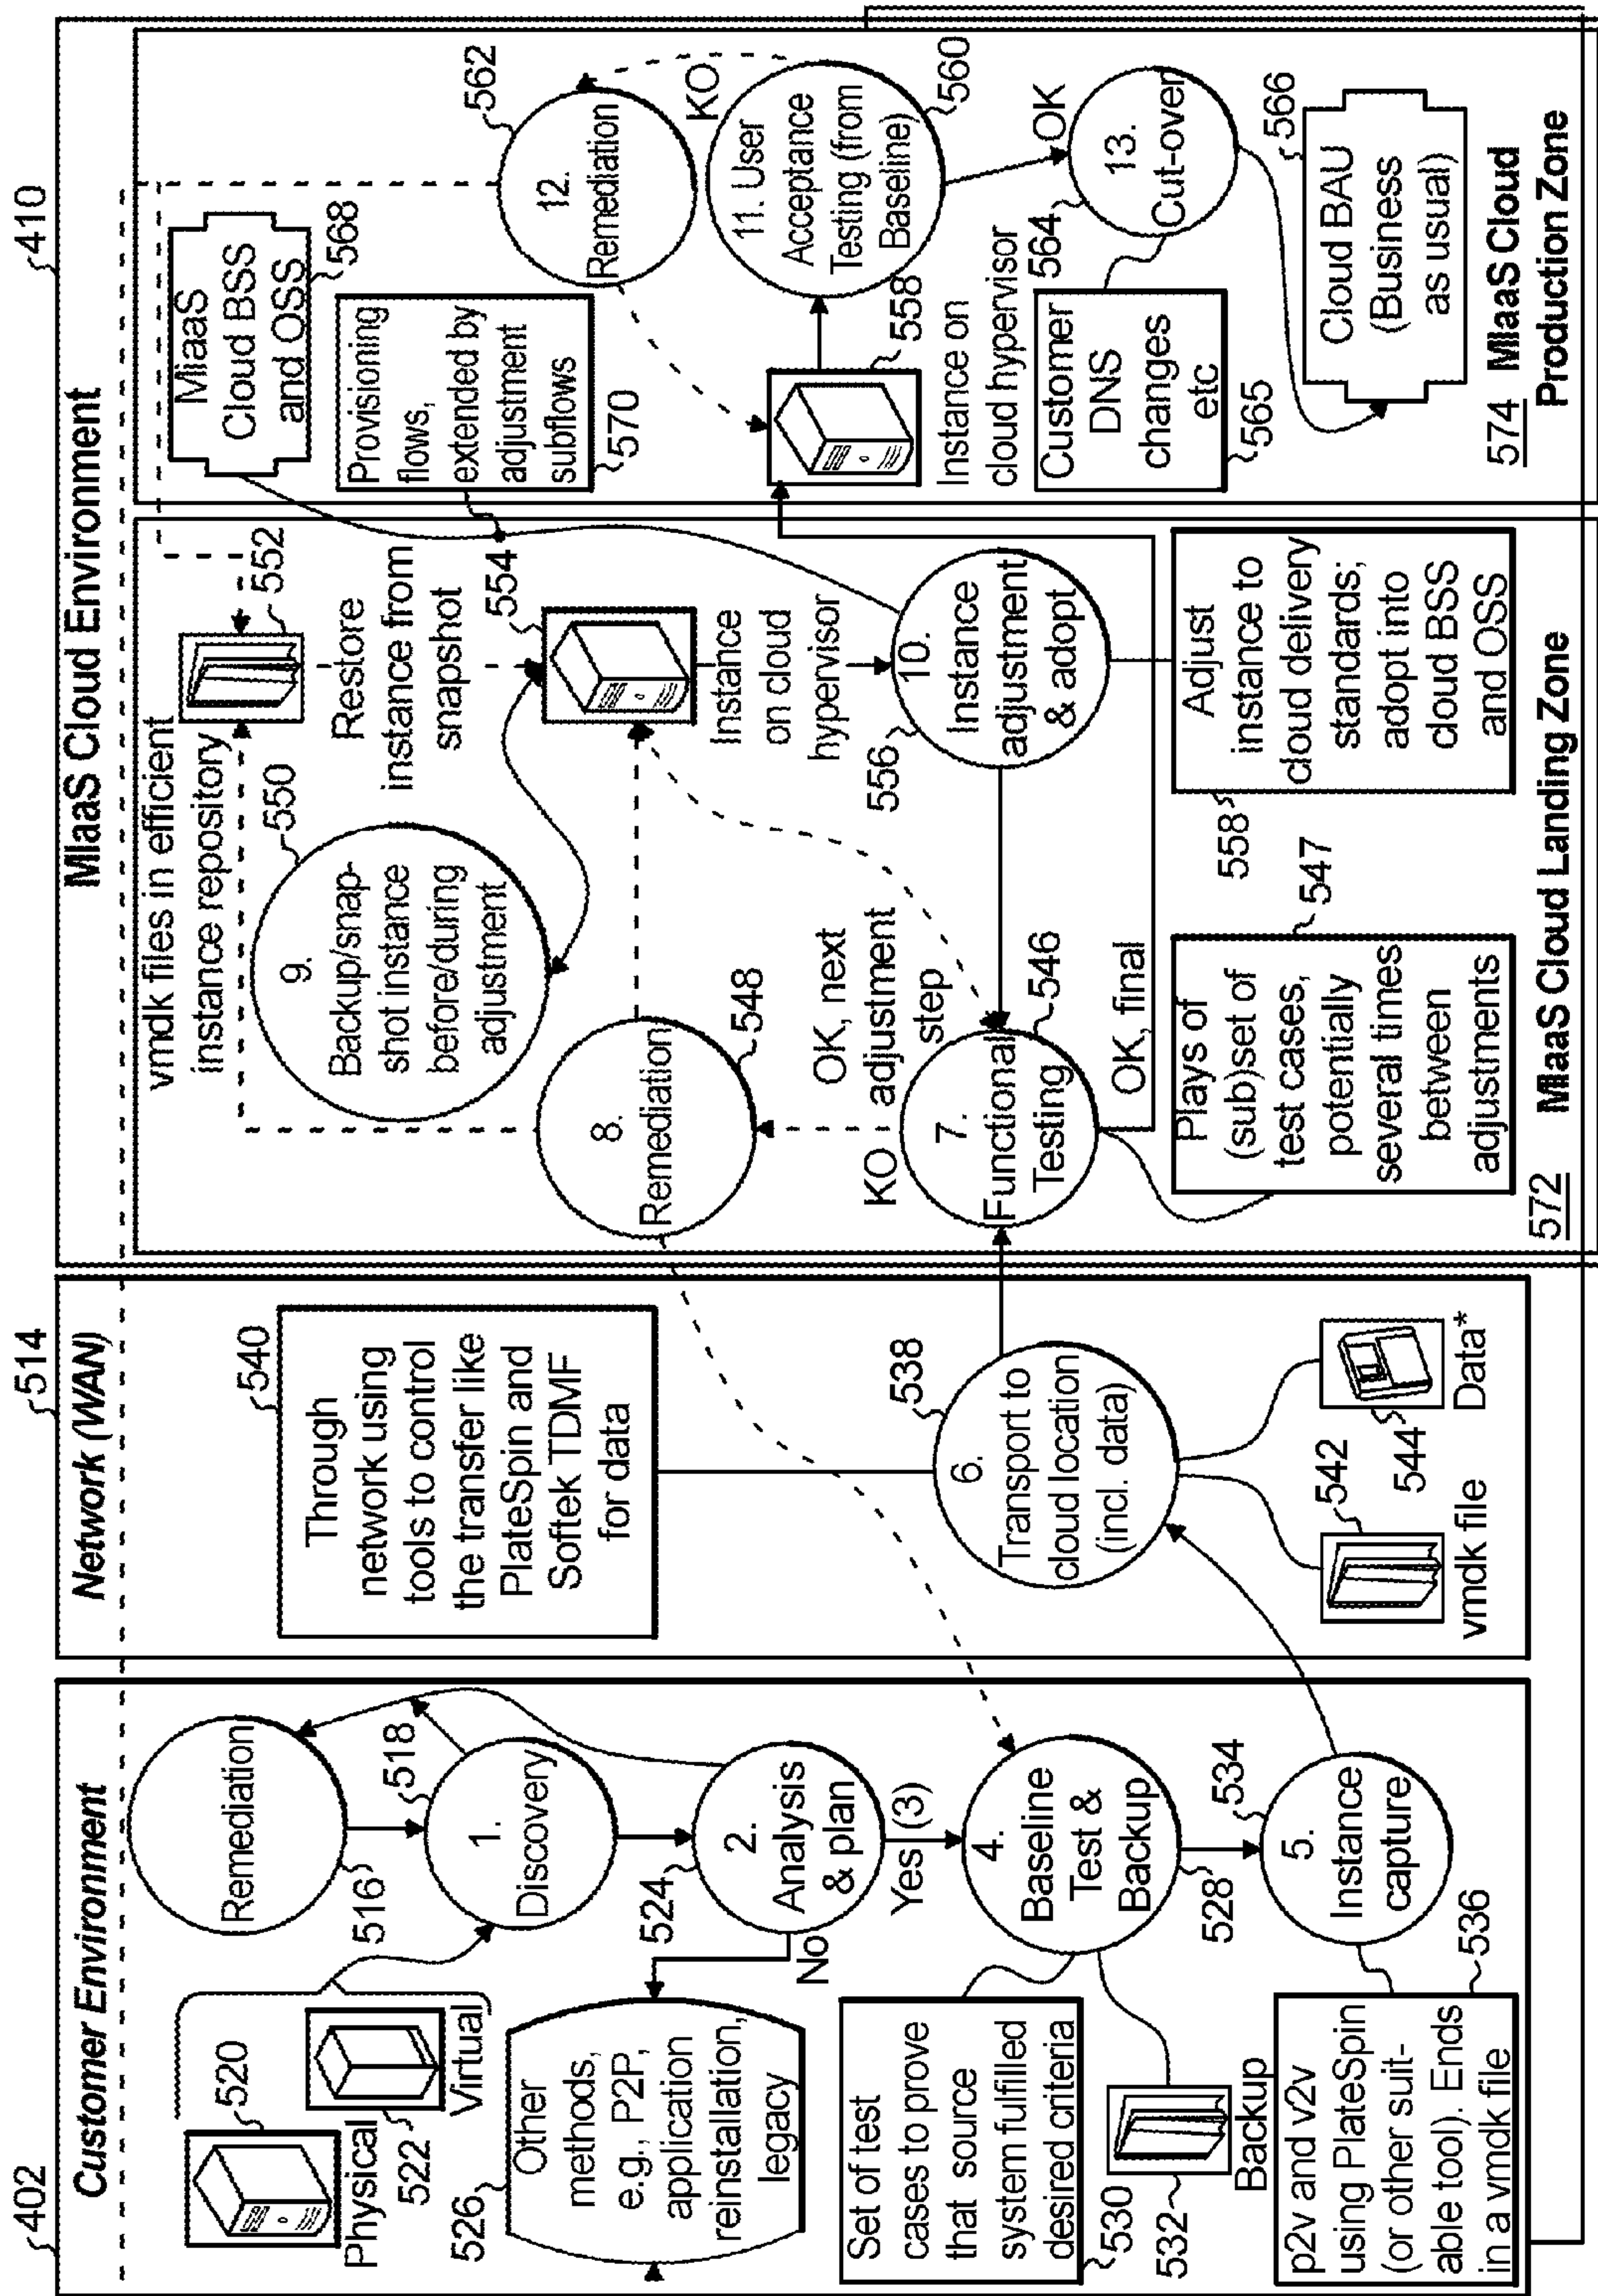 402
Customer Environment
520
Physical
522
Virtual
Remediation
516
518
1.
Discovery
526
Other
methods,
e.g., P2P,
application
reinstallation,
legacy
524
2.
Analysis
& plan
No
Yes (3)
Set of test
cases to prove
that source
system fulfilled
desired criteria
530
532
Backup
4.
Baseline
Test &
Backup
528
534
5.
Instance
capture
p2v and v2v
using PlateSpin
(or other suit-
able tool). Ends
in a vmdk file
536
514
Network (WAN)
540
Through
network using
tools to control
the transfer like
PlateSpin and
Softek TDMF
for data
538
6.
Transport to
cloud location
(incl. data)
542
vmdk file
544
Data*
410
MIaaS Cloud Environment
vmdk files in efficient
instance repository
552
550
9.
Backup/snap-
shot instance
before/during
adjustment
Restore
instance from
snapshot
554
8.
Remediation
548
Instance
on cloud
hypervisor
OK, next
adjustment
step
KO
7.
Functional
Testing
546
OK, final
556
10.
Instance
adjustment
& adopt
Plays of
(sub)set of
test cases,
potentially
several times
between
adjustments
547
558
Adjust
instance to
cloud delivery
standards;
adopt into
cloud BSS
and OSS
572 MIaaS Cloud Landing Zone
MIaaS
Cloud BSS
and OSS
568
Provisioning
flows,
extended by
adjustment
subflows
570
562
12.
Remediation
KO
11. User
Acceptance
Testing (from
Baseline)
560
558
Instance on
cloud hypervisor
564
OK
13.
Cut-over
Customer
DNS
changes
etc
565
566
Cloud BAU
(Business
as usual)
574 MIaaS Cloud
Production Zone